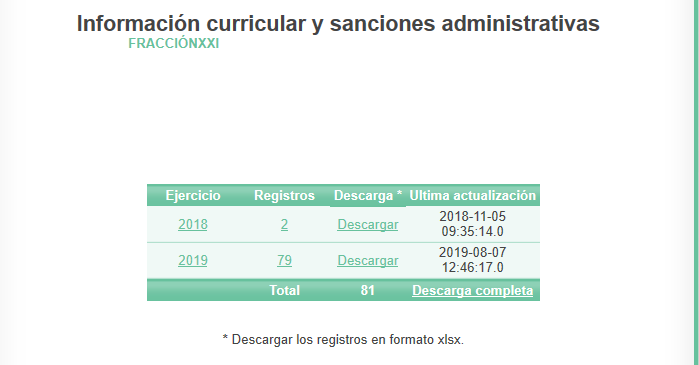 Información curricular y sanciones administrativas
FRACCIÓNXXI
Ejercicio Registros Descarga * Ultima actualización
2018 2 Descargar 2018-11-05 09:35:14.0
2019 79 Descargar 2019-08-07 12:46:17.0
Total 81 Descarga completa
* Descargar los registros en formato xlsx.